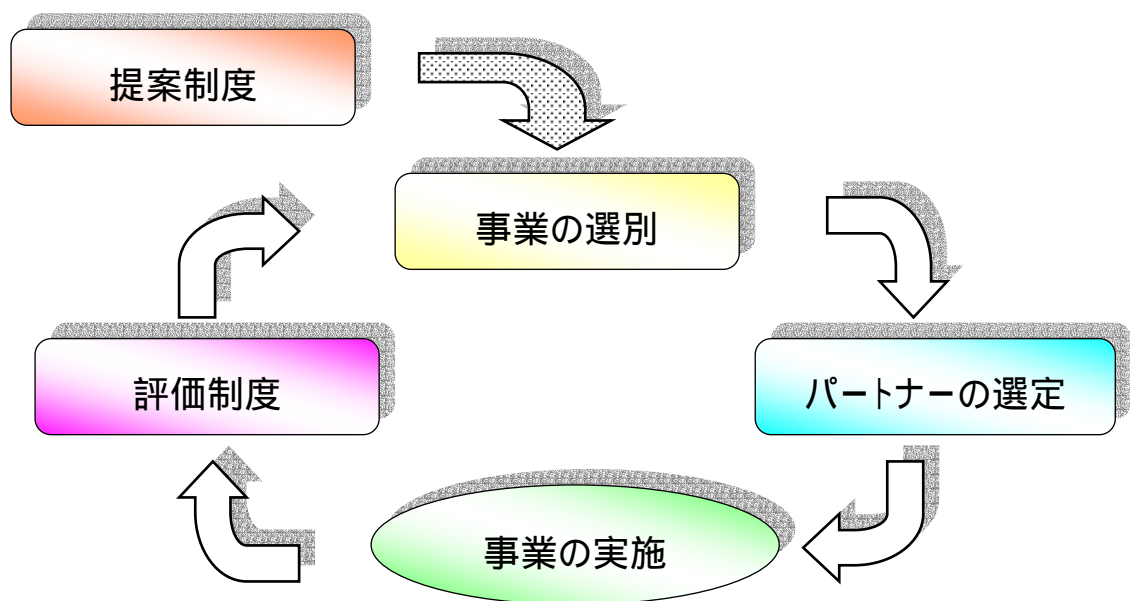 提案制度
事業の選別
評価制度
パートナーの選定
事業の実施